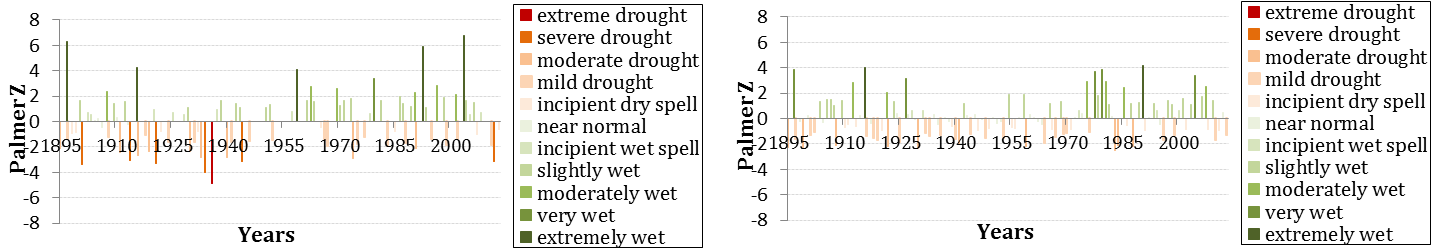 8
6
4
2
0
-2
-4
-6
-8
Palmer Z
1895 1910 1925 1940 1955 1970 1985 2000
Years
extreme drought
severe drought
moderate drought
mild drought
incipient dry spell
near normal
incipient wet spell
slightly wet
moderately wet
very wet
extremely wet
8
6
4
2
0
-2
-4
-6
-8
Palmer Z
1895 1910 1925 1940 1955 1970 1985 2000
Years
extreme drought
severe drought
moderate drought
mild drought
incipient dry spell
near normal
incipient wet spell
slightly wet
moderately wet
very wet
extremely wet